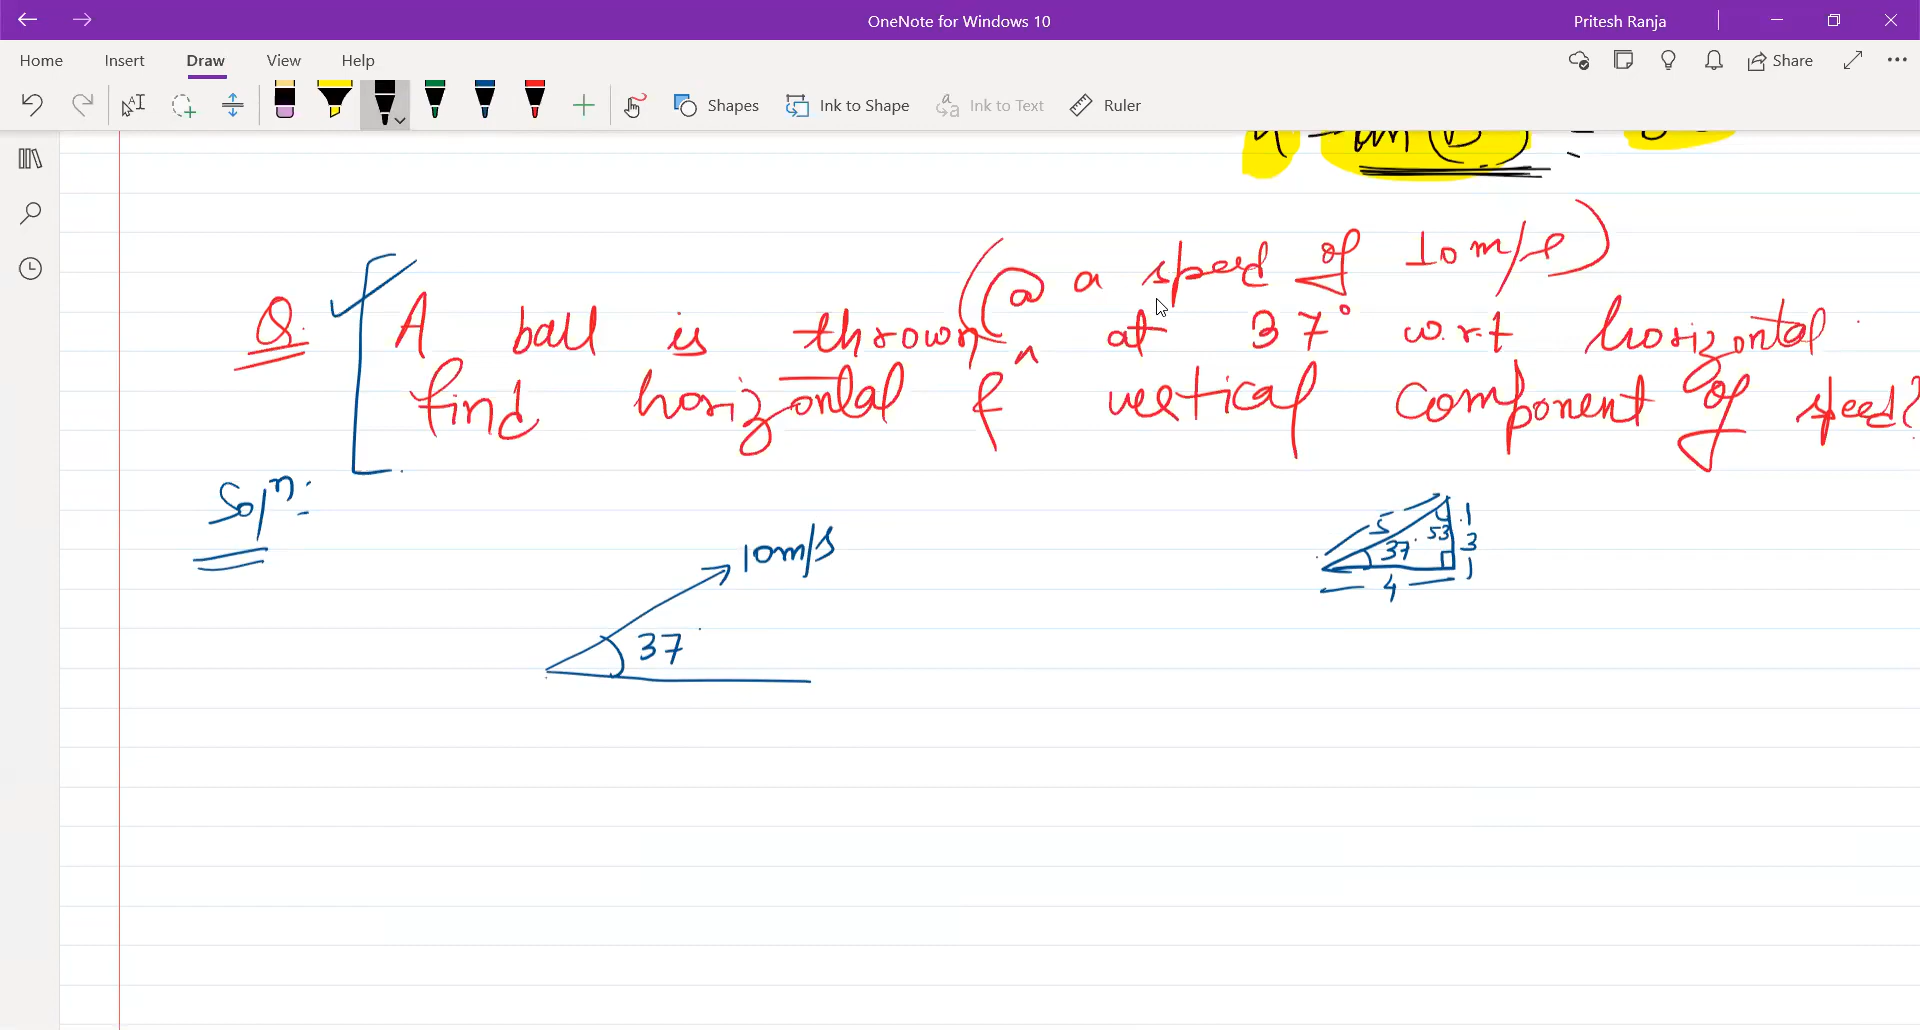 OneNote for Windows 10
Pritesh Ranja
Home Insert Draw View Help
Share
Shapes Ink to Shape Ink to Text Ruler
(@ a speed of 10 m/s)
Q. A ball is thrown ^ at 37° w.r.t horizontal.
find horizontal & vertical component of speed?
Solⁿ:
10m/s
37
5
37
53
3
4